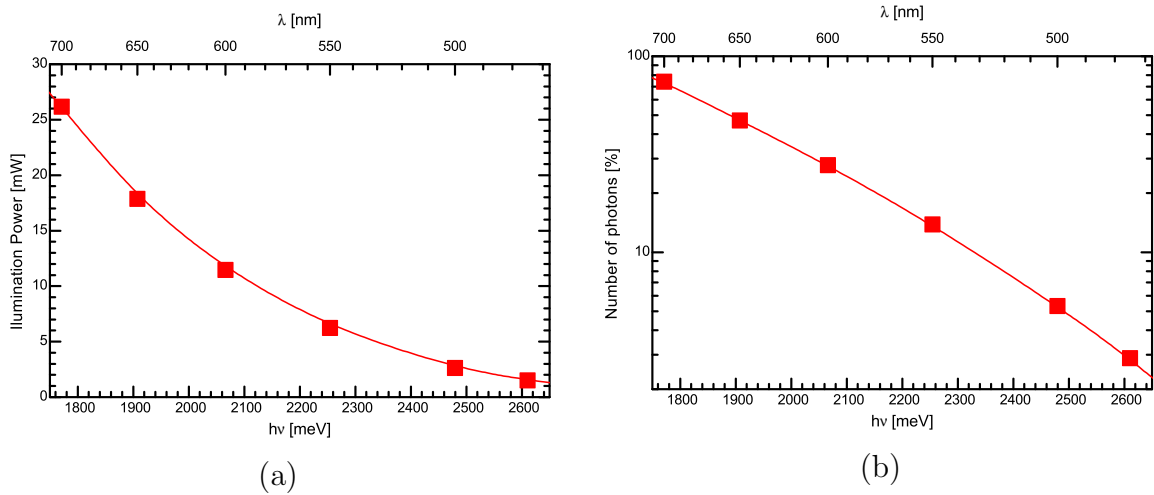 λ [nm]
700 650 600 550 500
30
25
20
15
10
5
0
Illumination Power [mW]
1800 1900 2000 2100 2200 2300 2400 2500 2600
hν [meV]
(a)
λ [nm]
700 650 600 550 500
100
10
Number of photons [%]
1800 1900 2000 2100 2200 2300 2400 2500 2600
hν [meV]
(b)